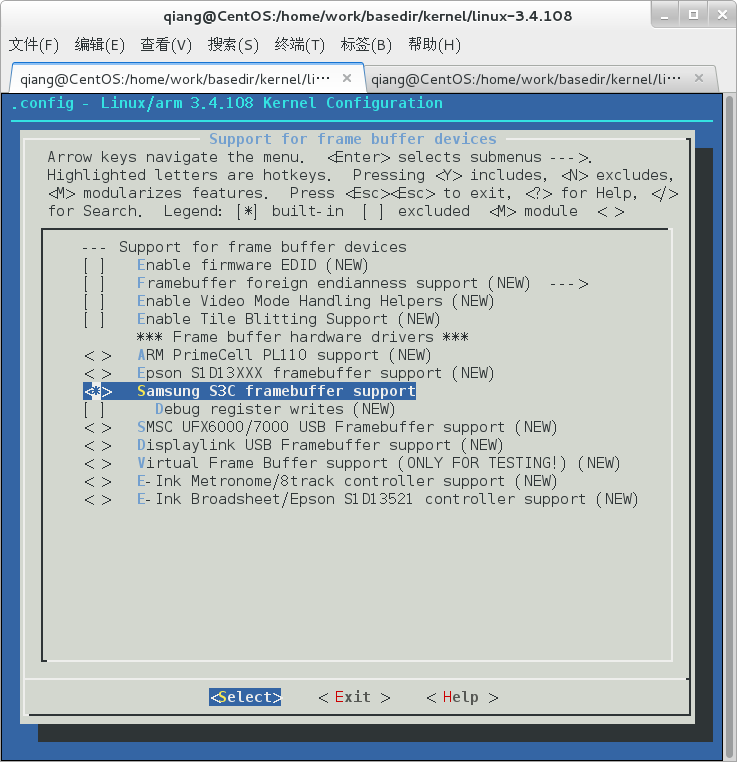 qiang@CentOS:/home/work/basedir/kernel/linux-3.4.108
文件(F) 编辑(E) 查看(V) 搜索(S) 终端(T) 标签(B) 帮助(H)
qiang@CentOS:/home/work/basedir/kernel/li··· × qiang@CentOS:/home/work/basedir/kernel/li··· ×
.config - Linux/arm 3.4.108 Kernel Configuration
Support for frame buffer devices
Arrow keys navigate the menu. <Enter> selects submenus --->.
Highlighted letters are hotkeys. Pressing <Y> includes, <N> excludes,
<M> modularizes features. Press <Esc><Esc> to exit, <?> for Help, </>
for Search. Legend: [*] built-in [ ] excluded <M> module < >
--- Support for frame buffer devices
[ ] Enable firmware EDID (NEW)
[ ] Framebuffer foreign endianness support (NEW) --->
[ ] Enable Video Mode Handling Helpers (NEW)
[ ] Enable Tile Blitting Support (NEW)
*** Frame buffer hardware drivers ***
< > ARM PrimeCell PL110 support (NEW)
< > Epson S1D13XXX framebuffer support (NEW)
<*> Samsung S3C framebuffer support
[ ] Debug register writes (NEW)
< > SMSC UFX6000/7000 USB Framebuffer support (NEW)
< > Displaylink USB Framebuffer support (NEW)
< > Virtual Frame Buffer support (ONLY FOR TESTING!) (NEW)
< > E-Ink Metronome/8track controller support (NEW)
< > E-Ink Broadsheet/Epson S1D13521 controller support (NEW)
<Select> < Exit > < Help >